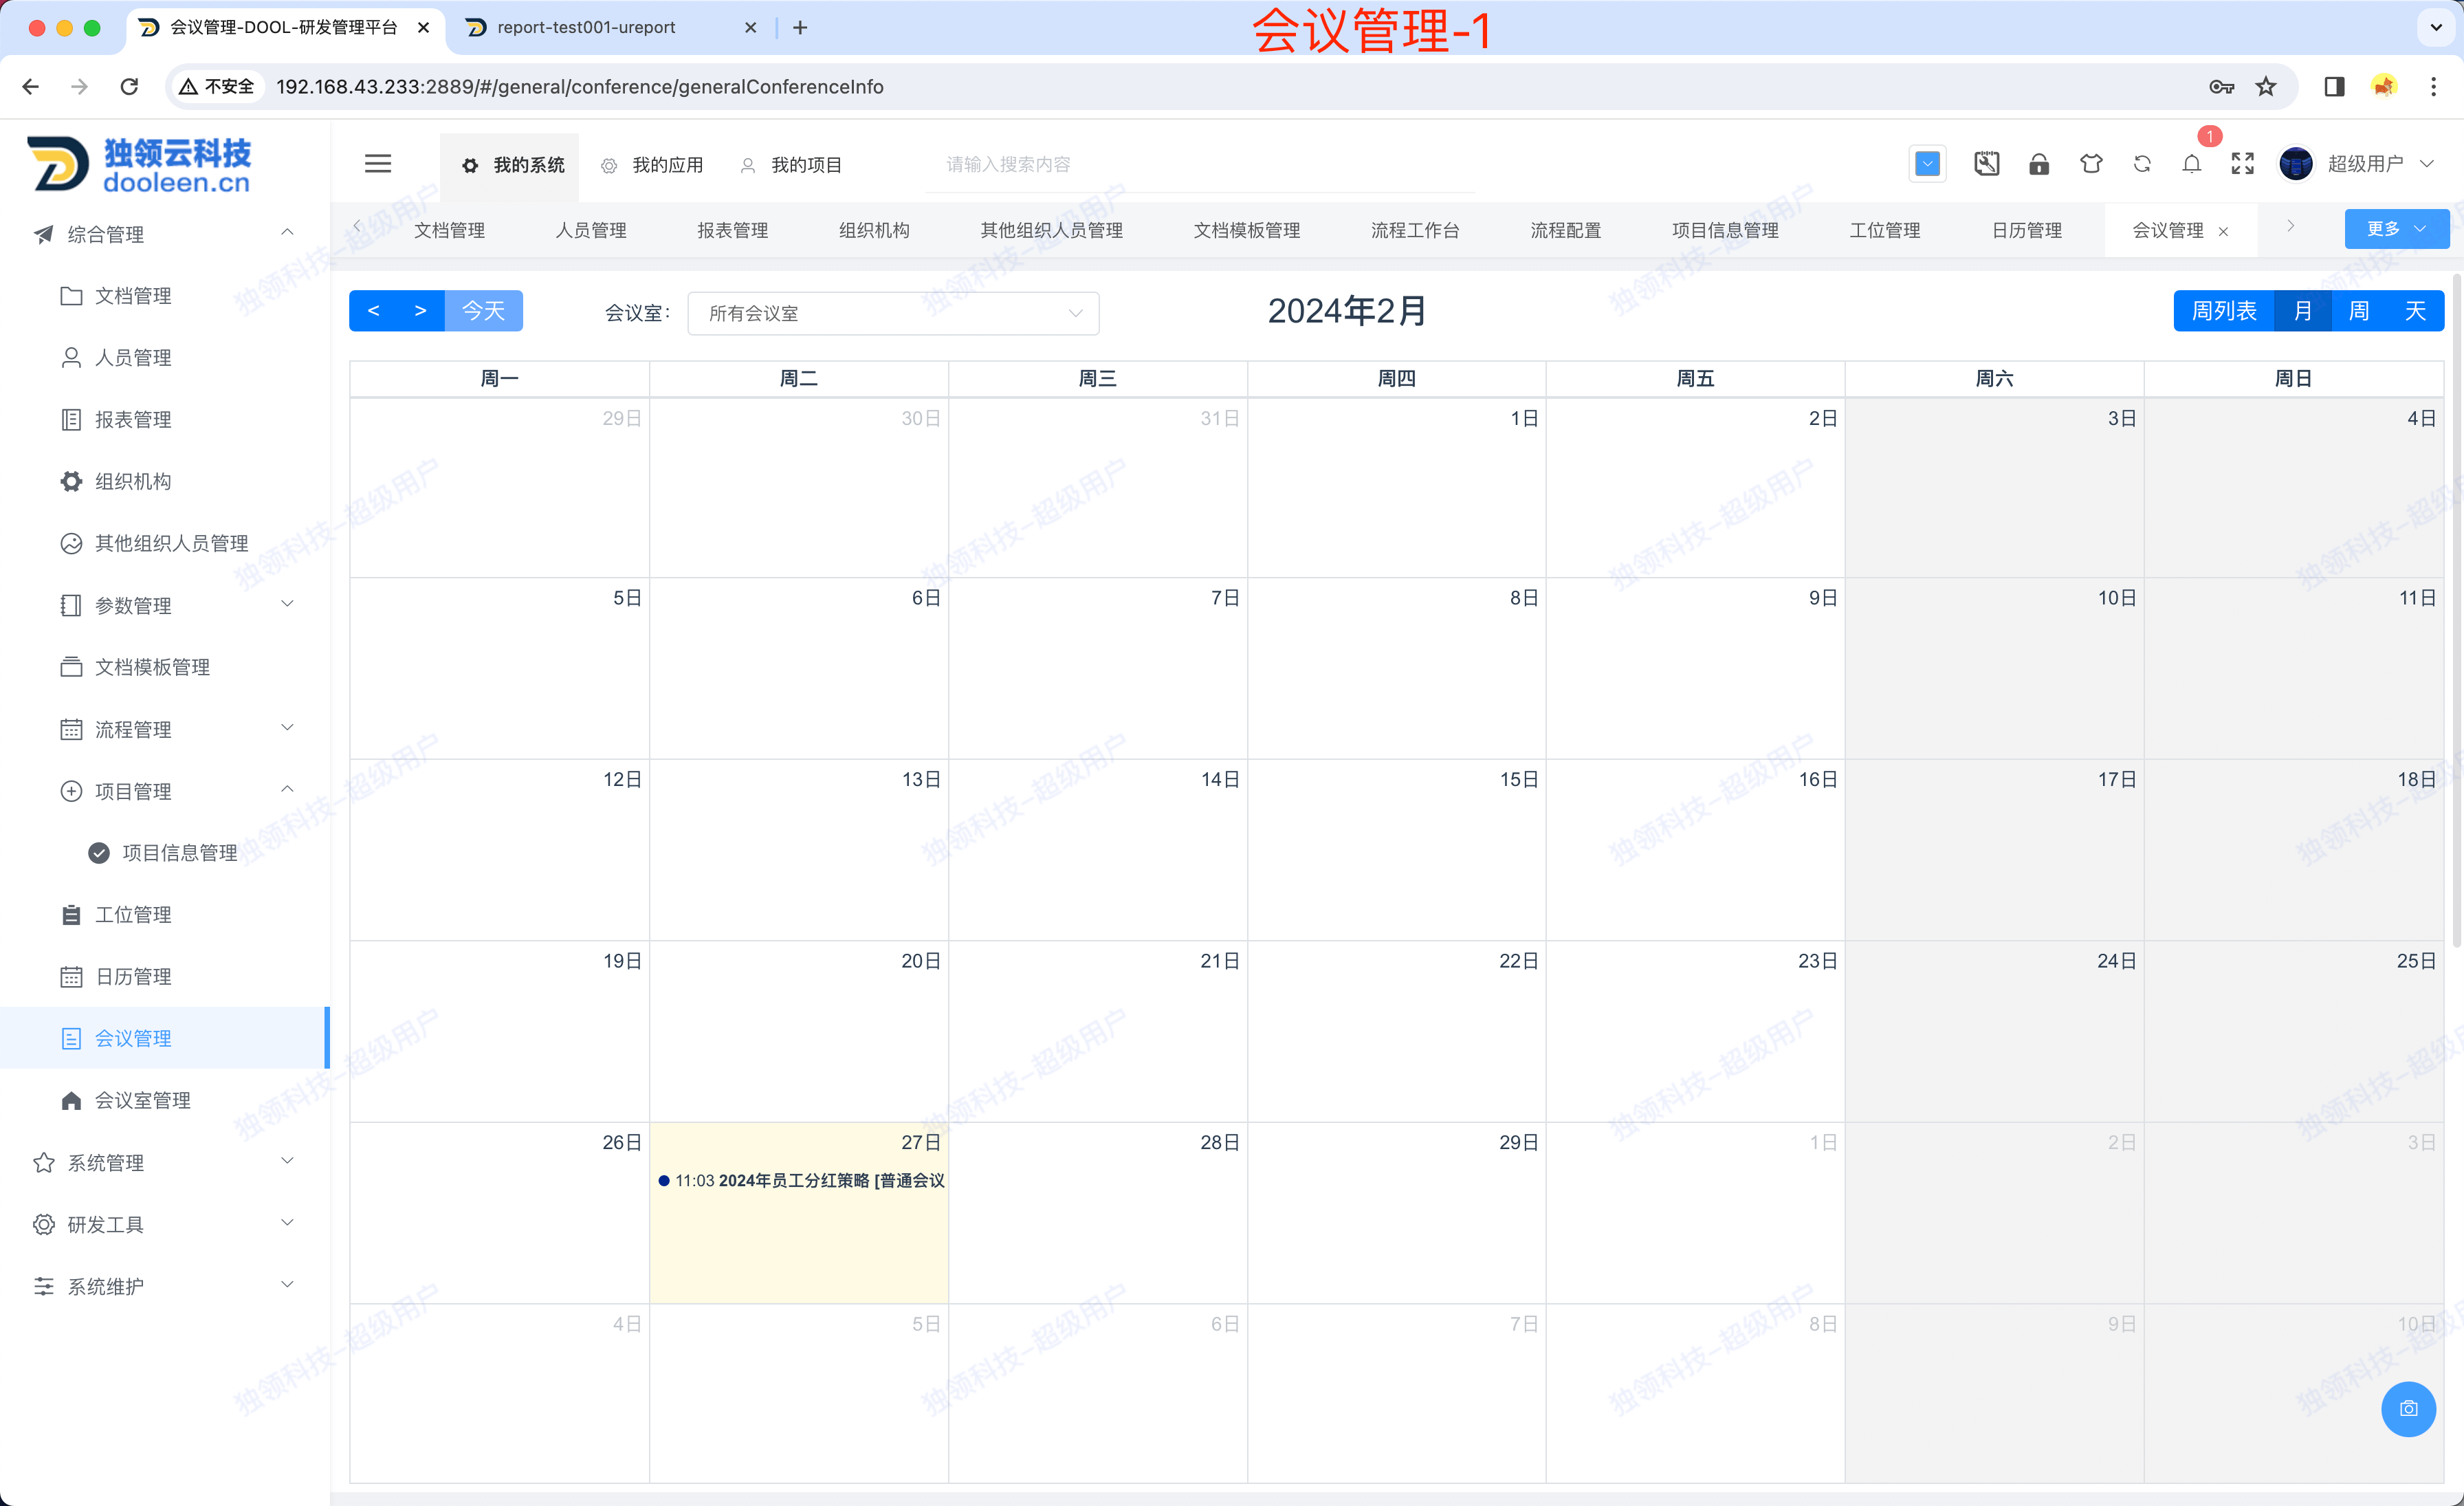 会议管理-DOOL-研发管理平台
report-test001-ureport
会议管理-1
不安全 192.168.43.233:2889/#/general/conference/generalConferenceInfo
独领云科技
dooleen.cn
我的系统 我的应用 我的项目 请输入搜索内容 1 超级用户
文档管理 人员管理 报表管理 组织机构 其他组织人员管理 文档模板管理 流程工作台 流程配置 项目信息管理 工位管理 日历管理 会议管理 更多
综合管理
文档管理
人员管理
报表管理
组织机构
其他组织人员管理
参数管理
文档模板管理
流程管理
项目管理
项目信息管理
工位管理
日历管理
会议管理
会议室管理
系统管理
研发工具
系统维护
< > 今天 会议室: 所有会议室 2024年2月 周列表 月 周 天
周一 周二 周三 周四 周五 周六 周日
29日 30日 31日 1日 2日 3日 4日
5日 6日 7日 8日 9日 10日 11日
12日 13日 14日 15日 16日 17日 18日
19日 20日 21日 22日 23日 24日 25日
26日 27日 28日 29日 1日 2日 3日
11:03 2024年员工分红策略 [普通会议
4日 5日 6日 7日 8日 9日 10日
独领科技-超级用户